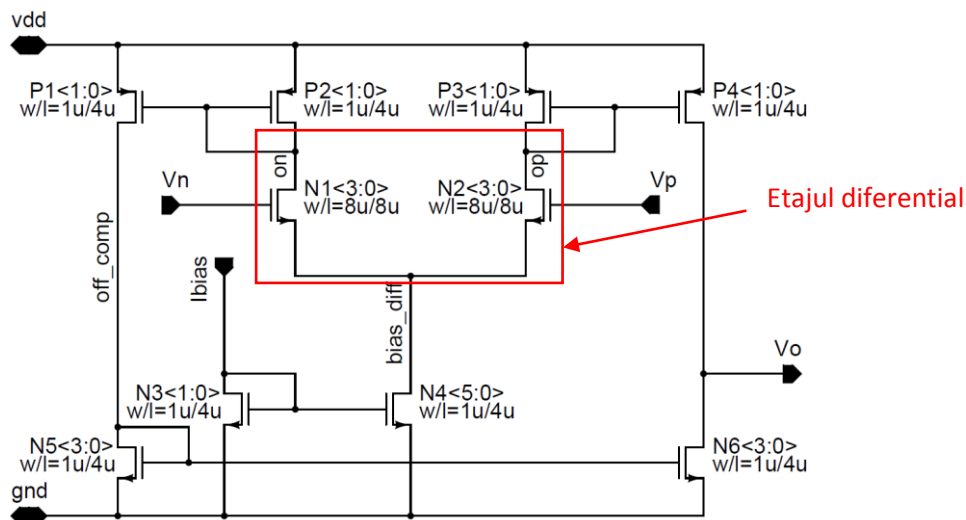 vdd
P1<1:0>
w/l=1u/4u
P2<1:0>
w/l=1u/4u
P3<1:0>
w/l=1u/4u
P4<1:0>
w/l=1u/4u
on
op
Vn
N1<3:0>
w/l=8u/8u
N2<3:0>
w/l=8u/8u
Vp
Etajul diferential
off_comp
Ibias
bias_diff
Vo
N3<1:0>
w/l=1u/4u
N4<5:0>
w/l=1u/4u
N5<3:0>
w/l=1u/4u
N6<3:0>
w/l=1u/4u
gnd